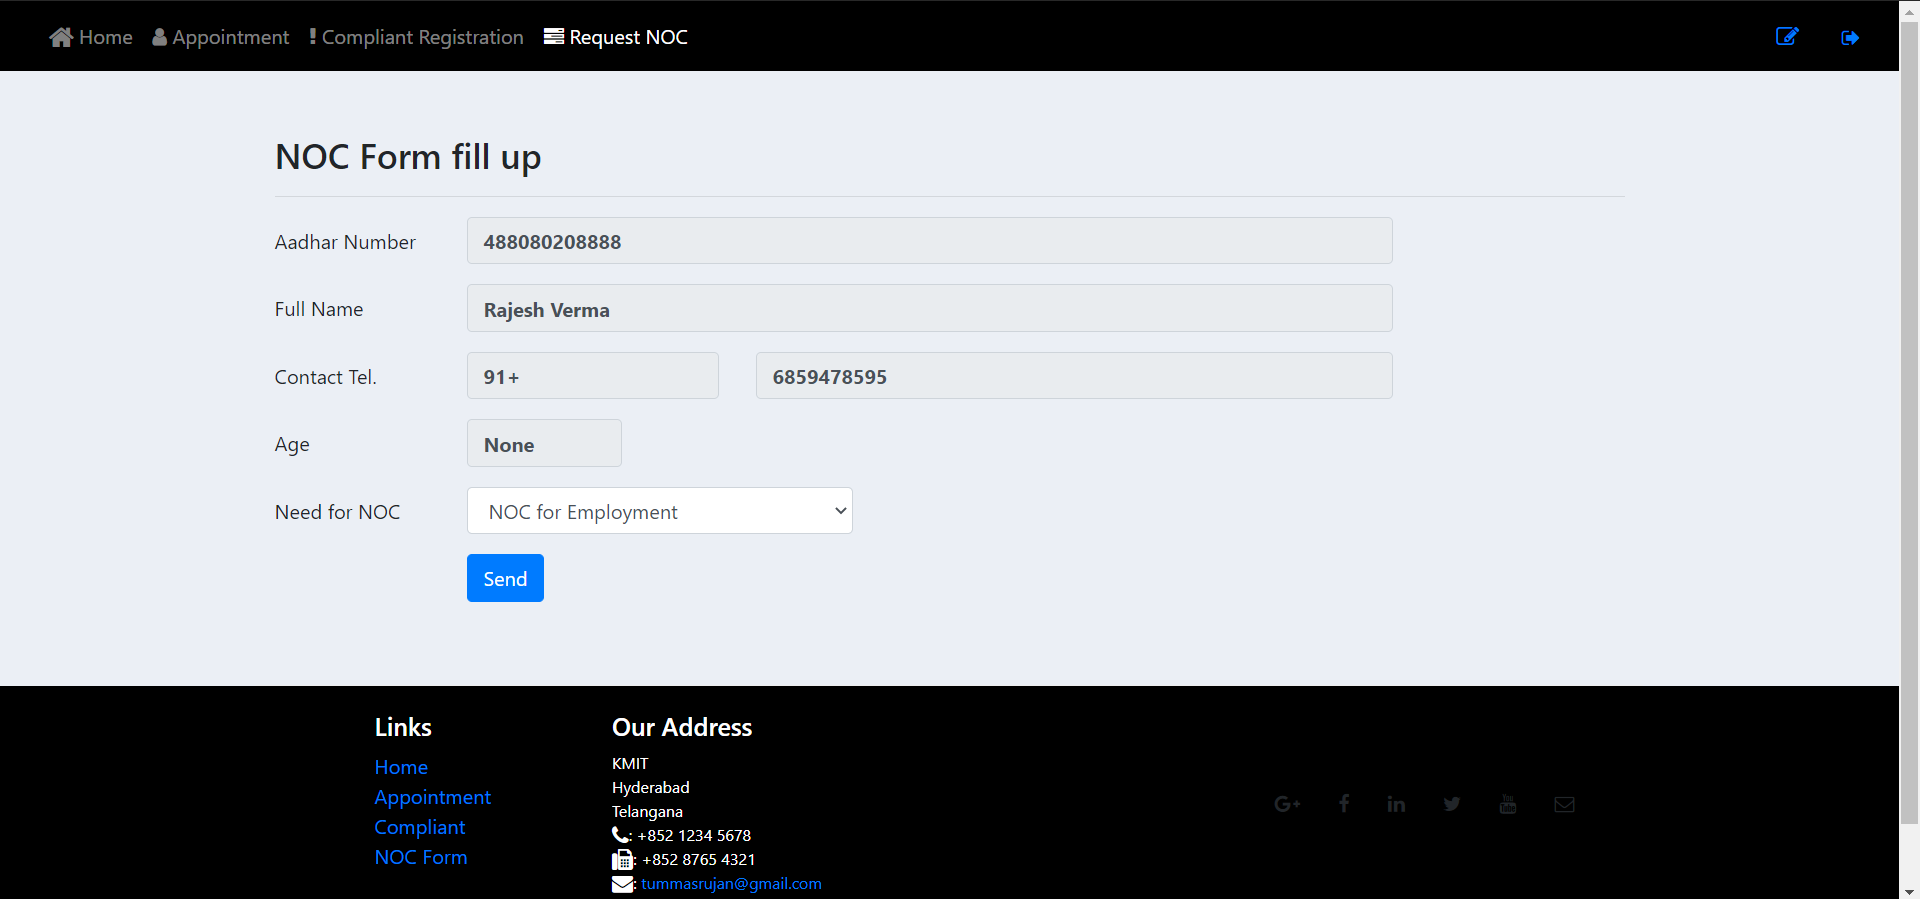 Home Appointment Compliant Registration Request NOC
NOC Form fill up
Aadhar Number 488080208888
Full Name Rajesh Verma
Contact Tel. 91+ 6859478595
Age None
Need for NOC NOC for Employment
Send
Links
Home
Appointment
Compliant
NOC Form
Our Address
KMIT
Hyderabad
Telangana
: +852 1234 5678
: +852 8765 4321
: tummasrujan@gmail.com